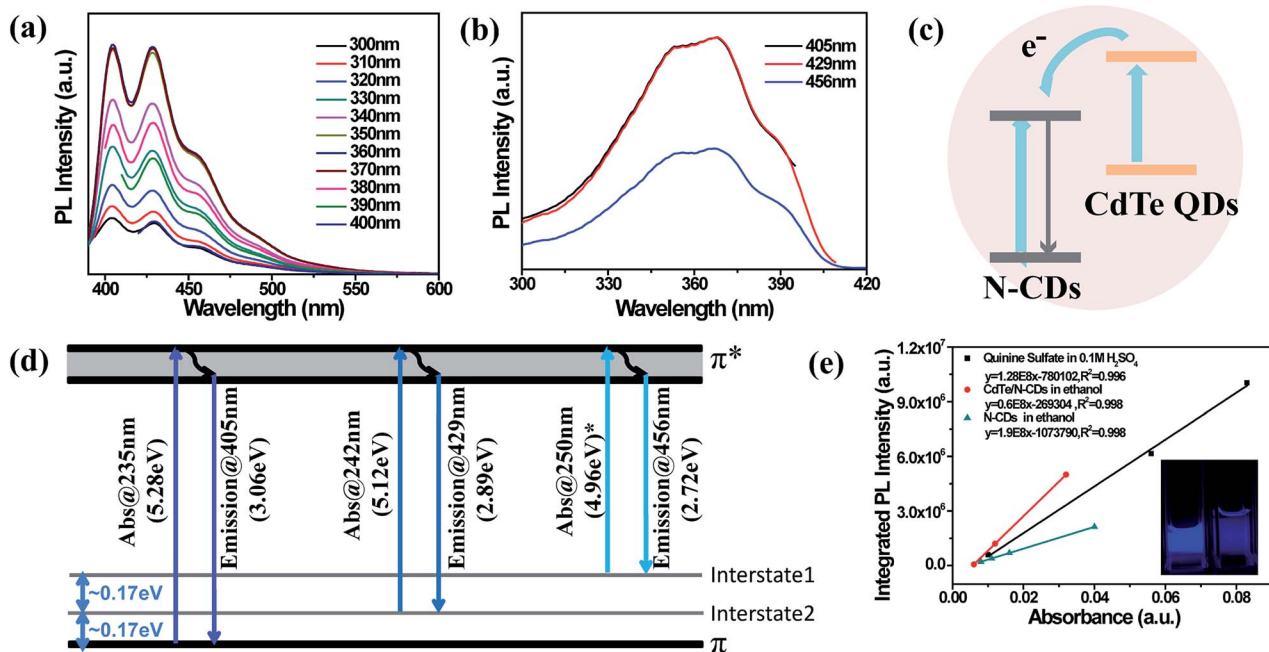 (a)
PL Intensity (a.u.)
300nm
310nm
320nm
330nm
340nm
350nm
360nm
370nm
380nm
390nm
400nm
400 450 500 550 600
Wavelength (nm)
(b)
PL Intensity (a.u.)
405nm
429nm
456nm
300 330 360 390 420
Wavelength (nm)
(c)
e⁻
CdTe QDs
N-CDs
(d)
π*
Abs@235nm
(5.28eV)
Emission@405nm
(3.06eV)
Abs@242nm
(5.12eV)
Emission@429nm
(2.89eV)
Abs@250nm
(4.96eV)*
Emission@456nm
(2.72eV)
Interstate1
~0.17eV
Interstate2
~0.17eV
π
(e)
Integrated PL Intensity (a.u.)
1.2x10⁷
9.0x10⁶
6.0x10⁶
3.0x10⁶
0.0
Quinine Sulfate in 0.1M H₂SO₄
y=1.28E8x-780102,R²=0.996
CdTe/N-CDs in ethanol
y=0.6E8x-269304 ,R²=0.998
N-CDs in ethanol
y=1.9E8x-1073790,R²=0.998
0.00 0.02 0.04 0.06 0.08
Absorbance (a.u.)